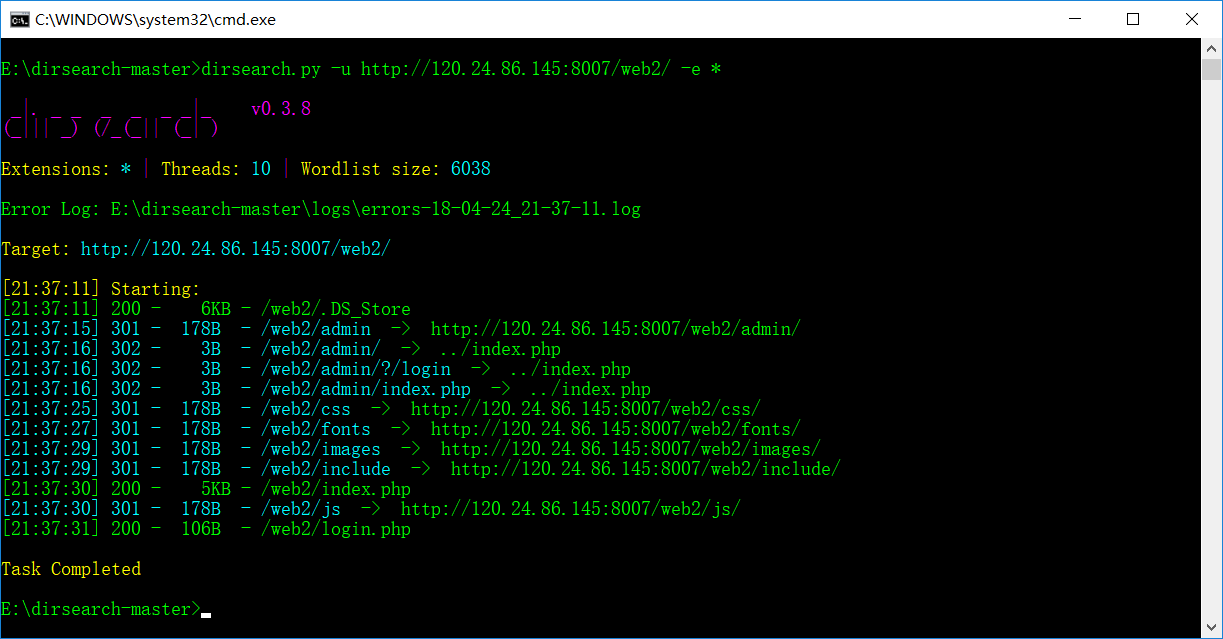 C:\WINDOWS\system32\cmd.exe
E:\dirsearch-master>dirsearch.py -u http://120.24.86.145:8007/web2/ -e *
v0.3.8
Extensions: * | Threads: 10 | Wordlist size: 6038
Error Log: E:\dirsearch-master\logs\errors-18-04-24_21-37-11.log
Target: http://120.24.86.145:8007/web2/
[21:37:11] Starting:
[21:37:11] 200 -    6KB - /web2/.DS_Store
[21:37:15] 301 -  178B  - /web2/admin  ->  http://120.24.86.145:8007/web2/admin/
[21:37:16] 302 -    3B  - /web2/admin/  ->  ../index.php
[21:37:16] 302 -    3B  - /web2/admin/?/login  ->  ../index.php
[21:37:16] 302 -    3B  - /web2/admin/index.php  ->  ../index.php
[21:37:25] 301 -  178B  - /web2/css  ->  http://120.24.86.145:8007/web2/css/
[21:37:27] 301 -  178B  - /web2/fonts  ->  http://120.24.86.145:8007/web2/fonts/
[21:37:29] 301 -  178B  - /web2/images  ->  http://120.24.86.145:8007/web2/images/
[21:37:29] 301 -  178B  - /web2/include  ->  http://120.24.86.145:8007/web2/include/
[21:37:30] 200 -    5KB - /web2/index.php
[21:37:30] 301 -  178B  - /web2/js  ->  http://120.24.86.145:8007/web2/js/
[21:37:31] 200 -  106B  - /web2/login.php
Task Completed
E:\dirsearch-master>